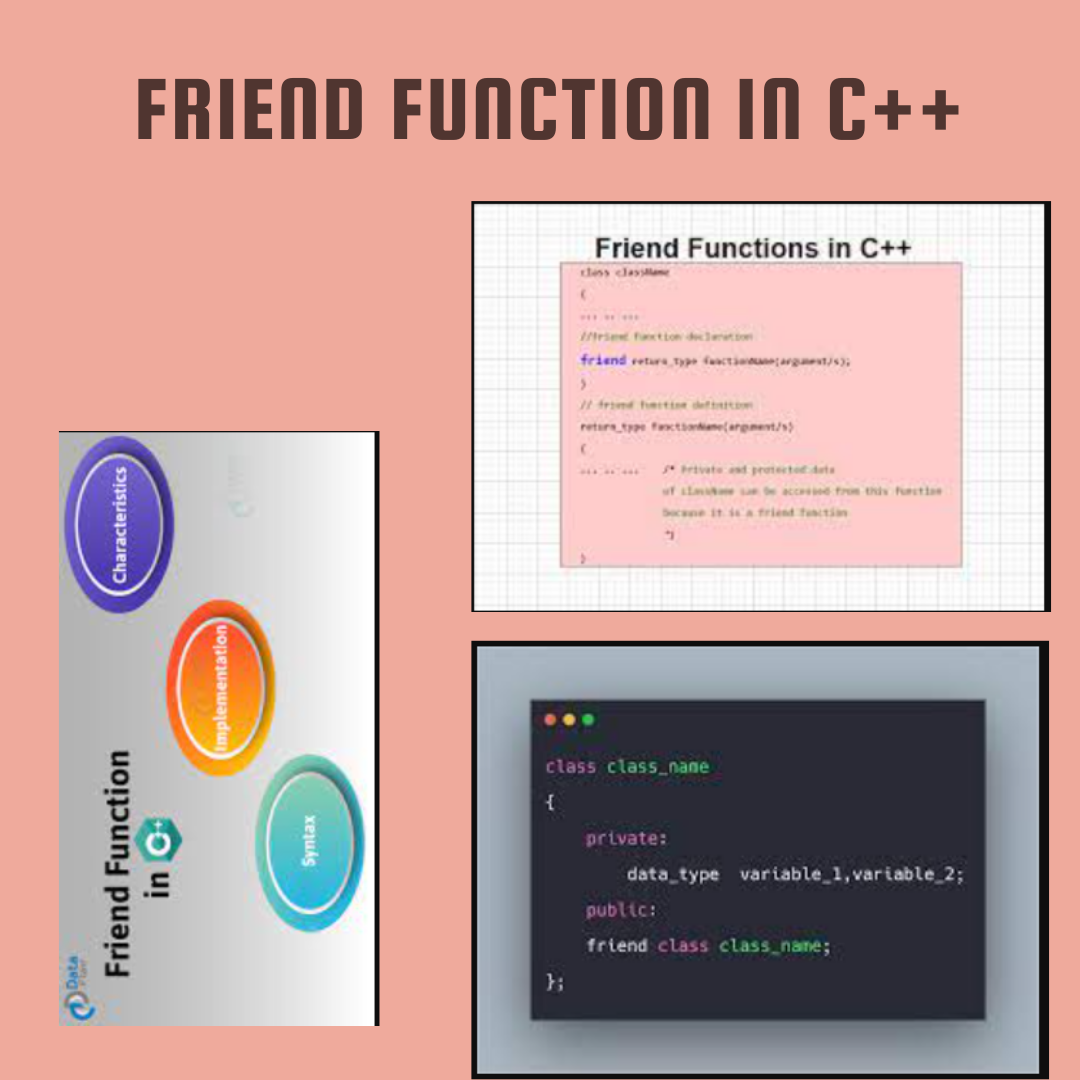 FRIEND FUNCTION IN C++
Friend Functions in C++
class className
{
... .. ...
//friend function declaration
friend return_type functionName(argument/s);
}
// friend function definition
return_type functionName(argument/s)
{
... .. ... /* Private and protected data
of className can be accessed from this function
because it is a friend function
*/
}
Characteristics
Implementation
Syntax
Friend Function
in C++
Data
Flair
class class_name
{
private:
data_type variable_1,variable_2;
public:
friend class class_name;
};